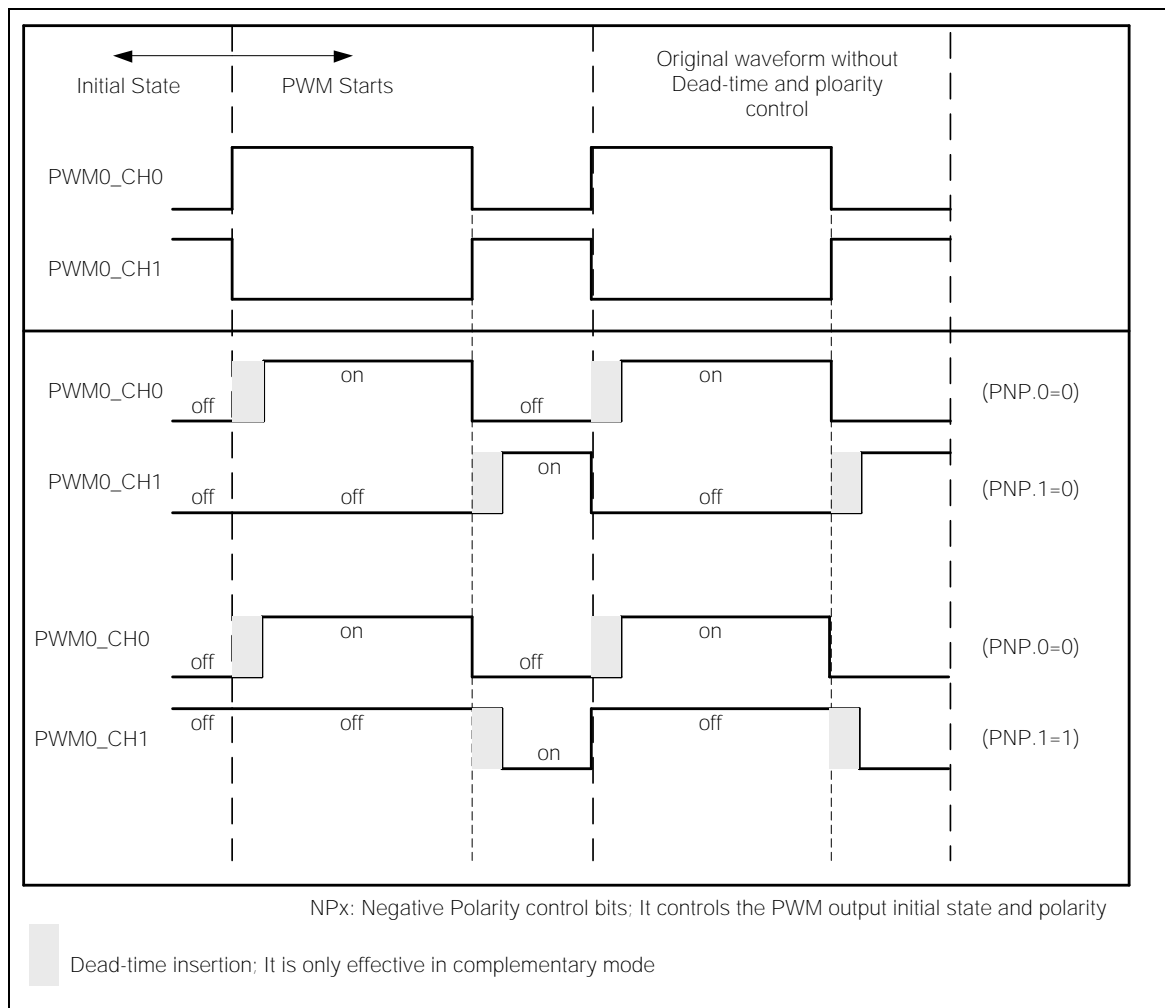 Initial State
PWM Starts
Original waveform without
Dead-time and ploarity
control
PWM0_CH0
PWM0_CH1
PWM0_CH0
off
on
off
on
(PNP.0=0)
PWM0_CH1
off
off
on
off
(PNP.1=0)
PWM0_CH0
off
on
off
on
(PNP.0=0)
PWM0_CH1
off
off
on
off
(PNP.1=1)
NPx: Negative Polarity control bits; It controls the PWM output initial state and polarity
Dead-time insertion; It is only effective in complementary mode